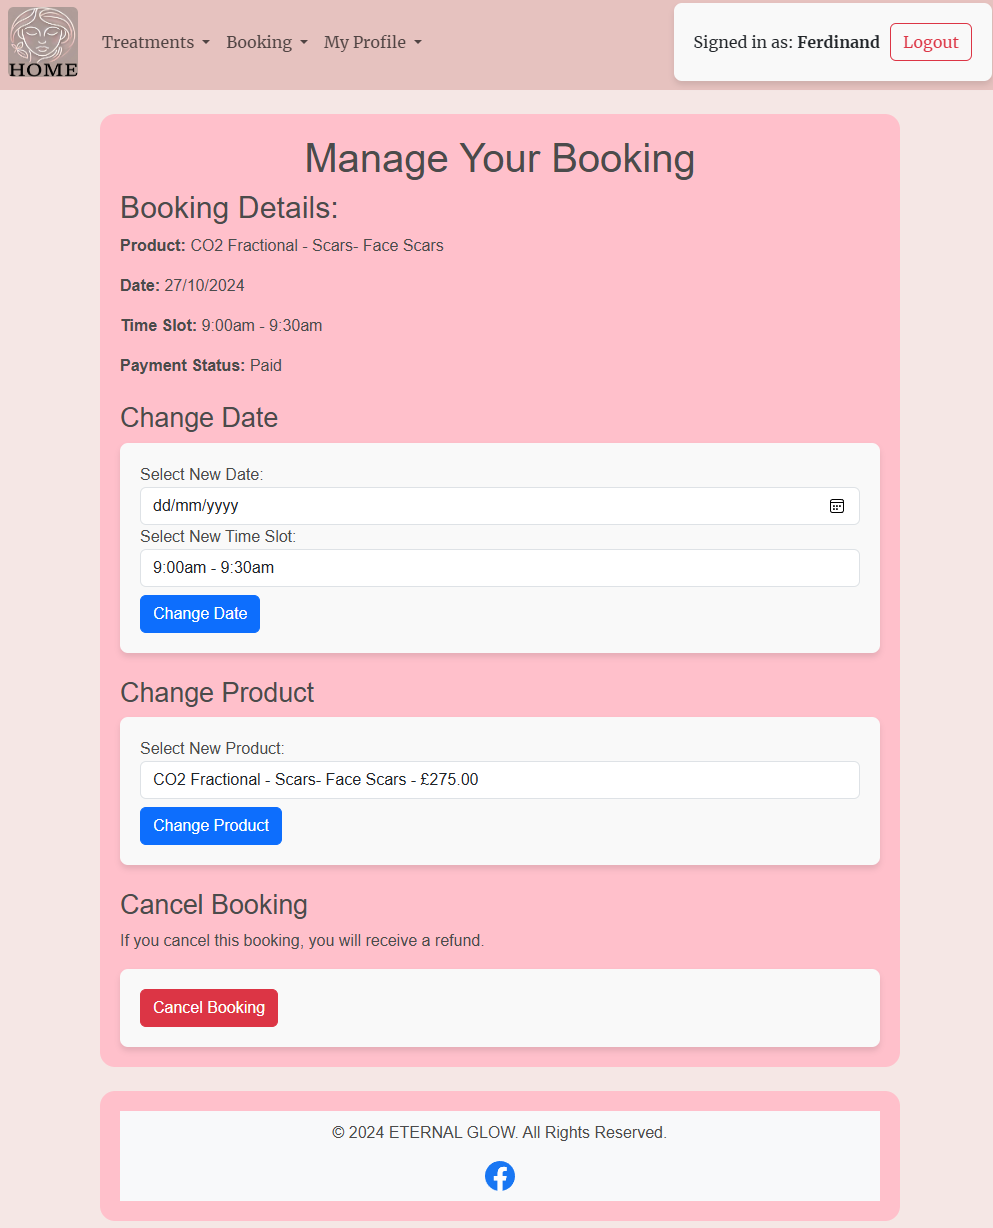 HOME
Treatments
Booking
My Profile
Signed in as: Ferdinand
Logout
Manage Your Booking
Booking Details:
Product: CO2 Fractional - Scars- Face Scars
Date: 27/10/2024
Time Slot: 9:00am - 9:30am
Payment Status: Paid
Change Date
Select New Date:
dd/mm/yyyy
Select New Time Slot:
9:00am - 9:30am
Change Date
Change Product
Select New Product:
CO2 Fractional - Scars- Face Scars - £275.00
Change Product
Cancel Booking
If you cancel this booking, you will receive a refund.
Cancel Booking
© 2024 ETERNAL GLOW. All Rights Reserved.